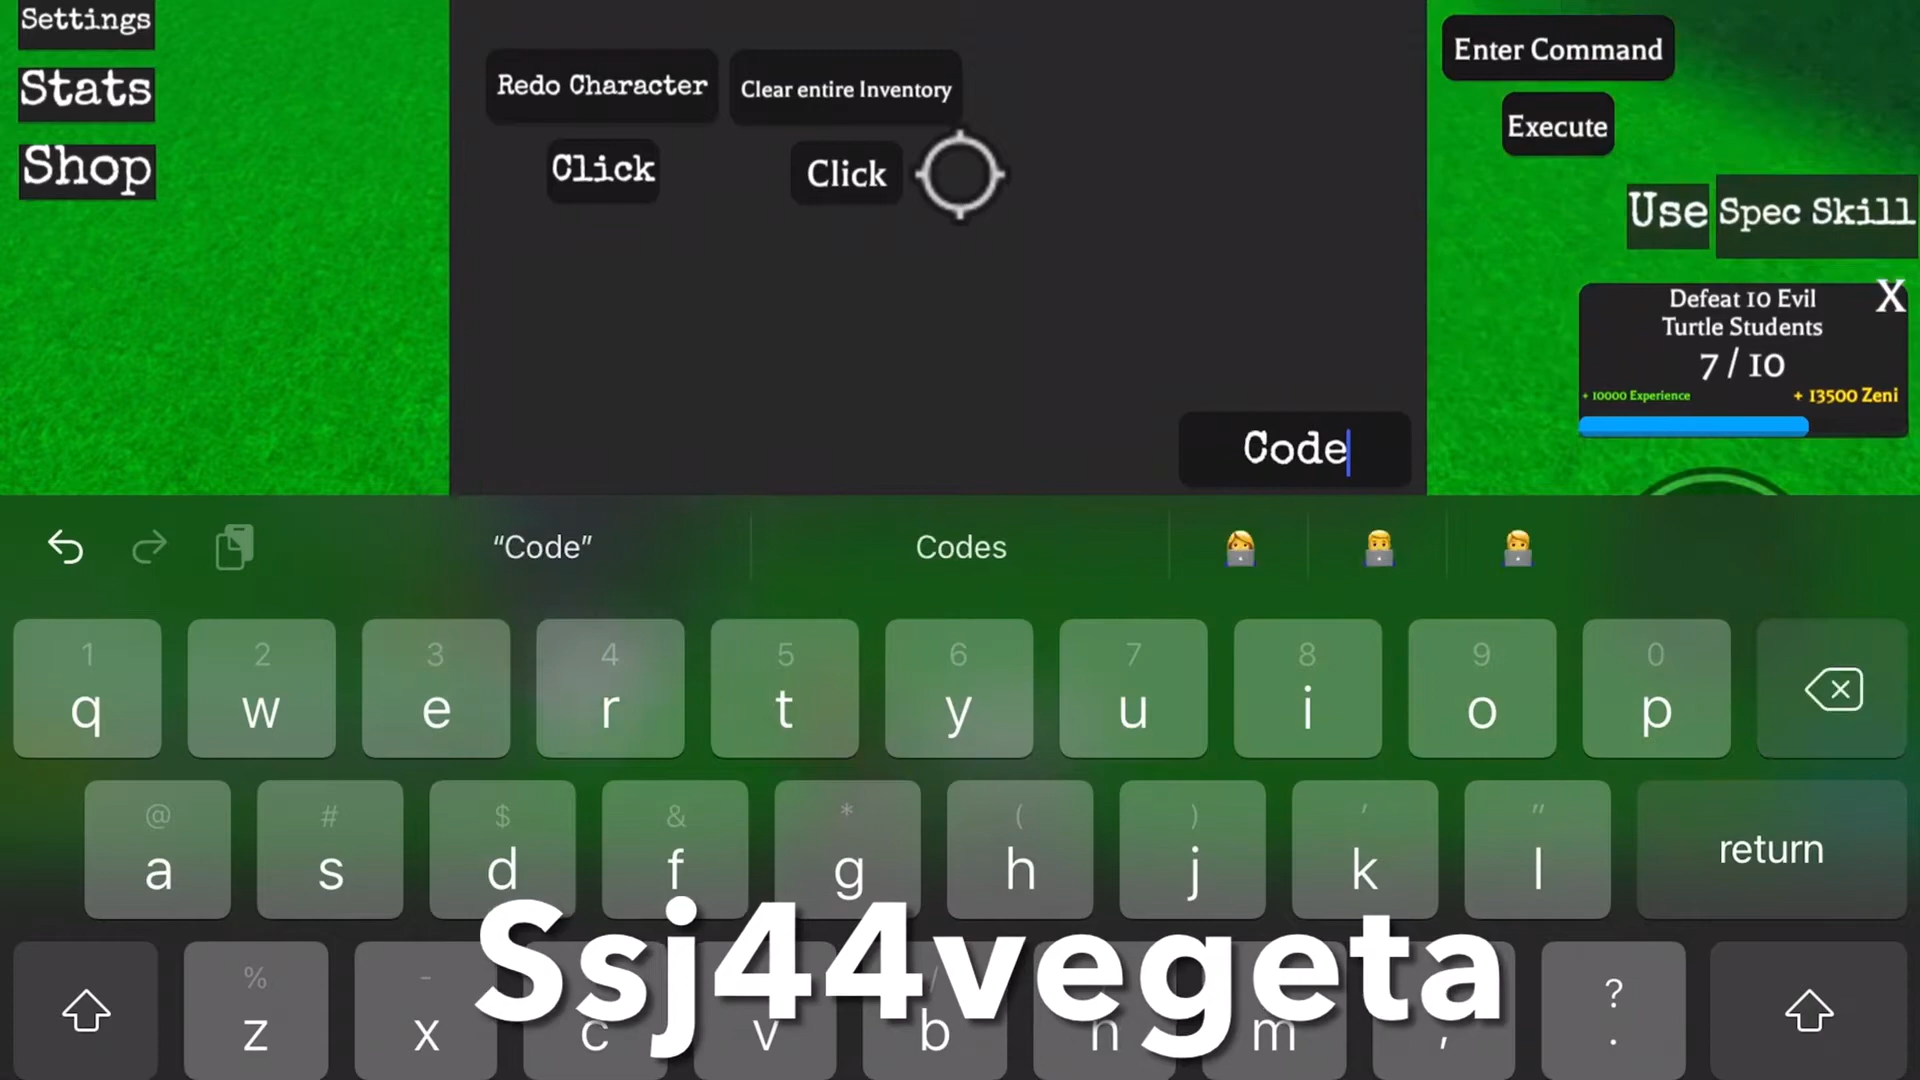 Settings
Stats
Shop
Redo Character
Click
Clear entire Inventory
Click
Code
Enter Command
Execute
Use Spec Skill
X
Defeat 10 Evil
Turtle Students
7 / 10
+ 10000 Experience
+ 13500 Zeni
“Code” Codes
1 2 3 4 5 6 7 8 9 0
q w e r t y u i o p
@ # $ & * ( ) ' "
a s d f g h j k l return
% - / ?
z x c v b n m , .
Ssj44vegeta